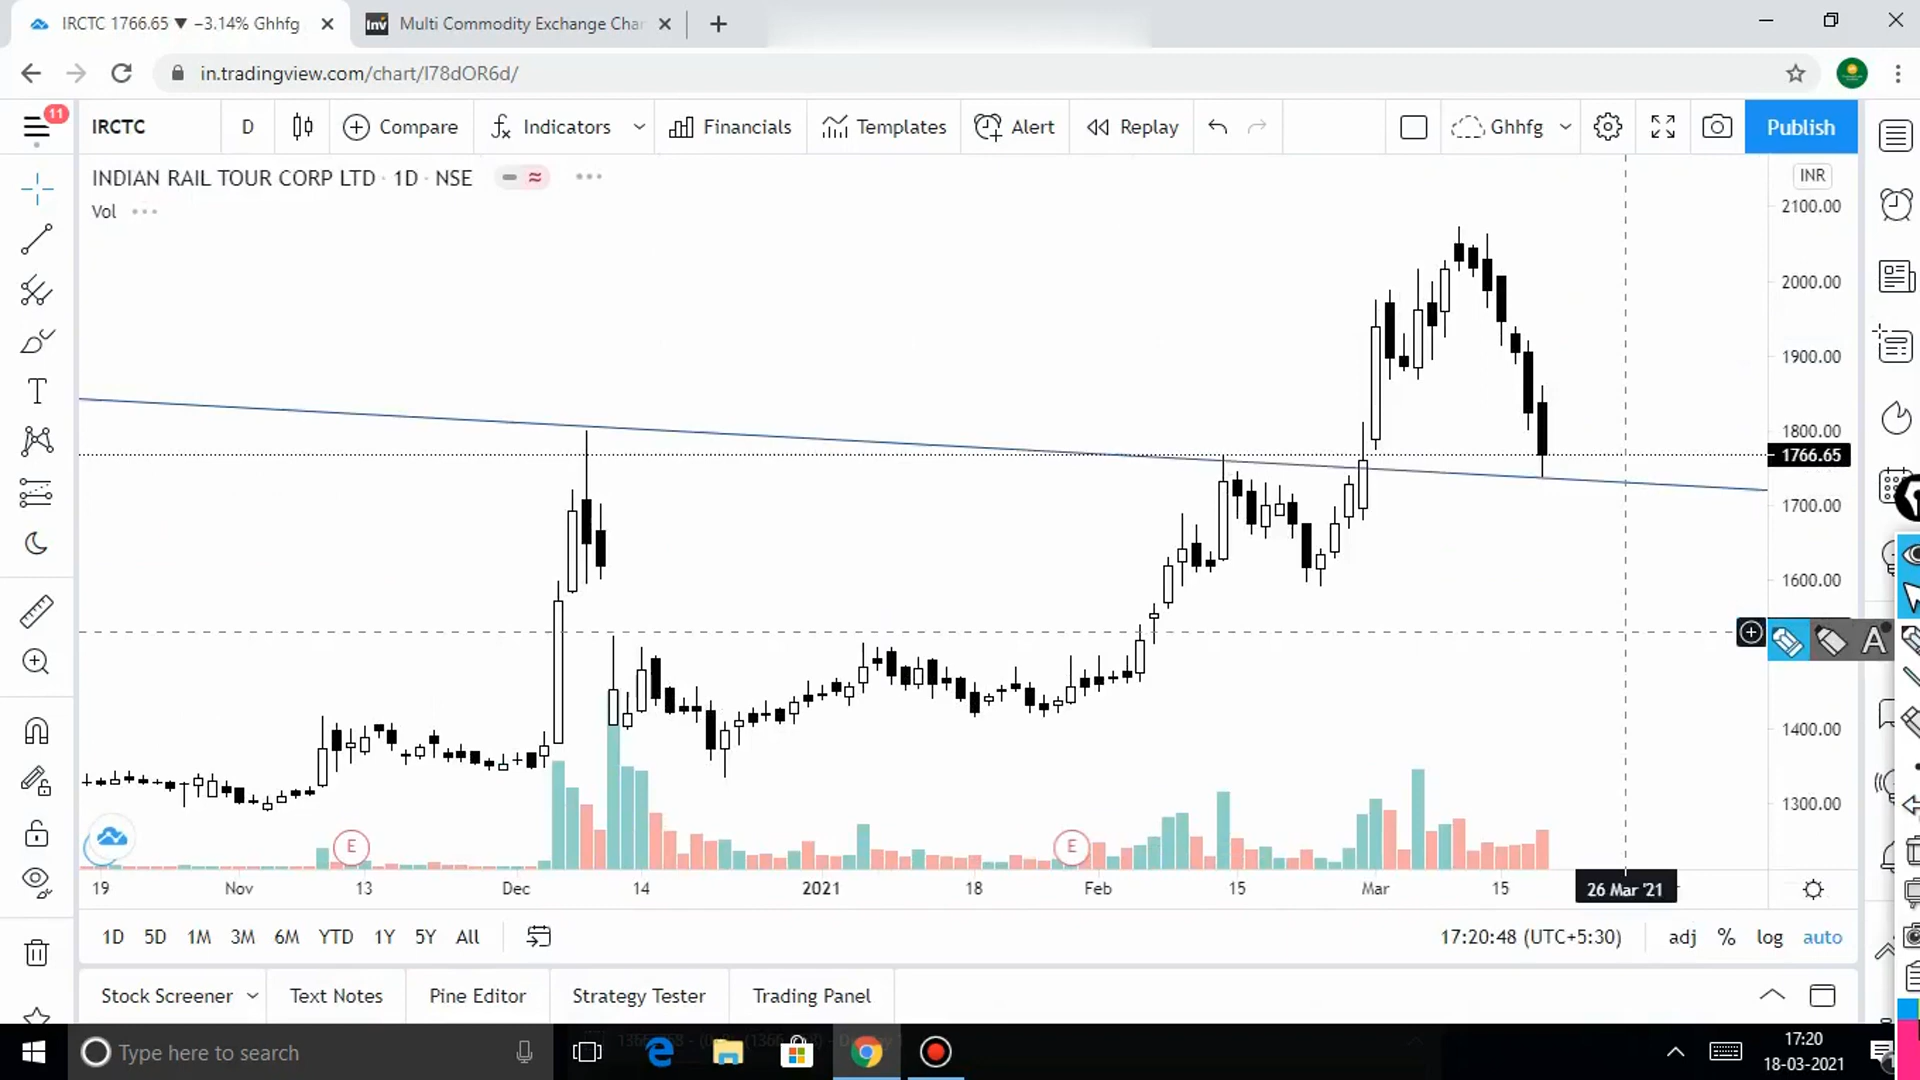 IRCTC 1766.65 ▼ −3.14% Ghhfg
Inv Multi Commodity Exchange Char
in.tradingview.com/chart/I78dOR6d/
11
IRCTC D Compare Indicators Financials Templates Alert Replay Ghhfg Publish
INDIAN RAIL TOUR CORP LTD · 1D · NSE
Vol
INR
2100.00
2000.00
1900.00
1800.00
1766.65
1700.00
1600.00
1400.00
1300.00
A
E E
19 Nov 13 Dec 14 2021 18 Feb 15 Mar 15 26 Mar '21
1D 5D 1M 3M 6M YTD 1Y 5Y All 17:20:48 (UTC+5:30) adj % log auto
Stock Screener Text Notes Pine Editor Strategy Tester Trading Panel
Type here to search
17:20
18-03-2021